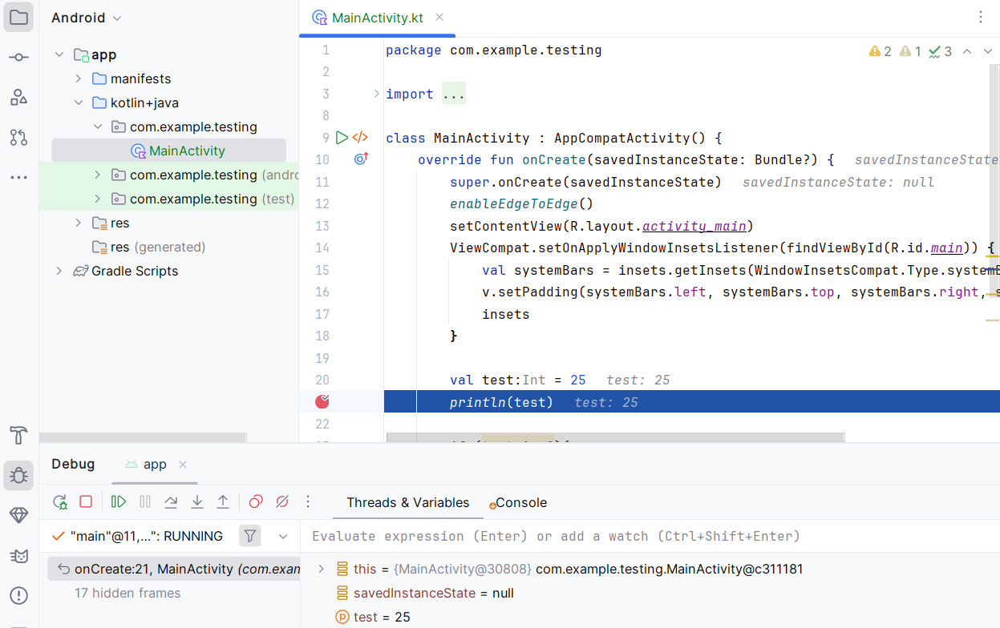 Android
app
manifests
kotlin+java
com.example.testing
MainActivity
com.example.testing (andro
com.example.testing (test)
res
res (generated)
Gradle Scripts
MainActivity.kt
2 1 3
1 package com.example.testing
2
3 import ...
8
9 class MainActivity : AppCompatActivity() {
10 override fun onCreate(savedInstanceState: Bundle?) { savedInstanceState
11 super.onCreate(savedInstanceState) savedInstanceState: null
12 enableEdgeToEdge()
13 setContentView(R.layout.activity_main)
14 ViewCompat.setOnApplyWindowInsetsListener(findViewById(R.id.main)) {
15 val systemBars = insets.getInsets(WindowInsetsCompat.Type.systemB
16 v.setPadding(systemBars.left, systemBars.top, systemBars.right, s
17 insets
18 }
19
20 val test:Int = 25 test: 25
println(test) test: 25
22
Debug
app
Threads & Variables
Console
"main"@11,...": RUNNING
Evaluate expression (Enter) or add a watch (Ctrl+Shift+Enter)
onCreate:21, MainActivity (com.exam
17 hidden frames
this = {MainActivity@30808} com.example.testing.MainActivity@c311181
savedInstanceState = null
p test = 25